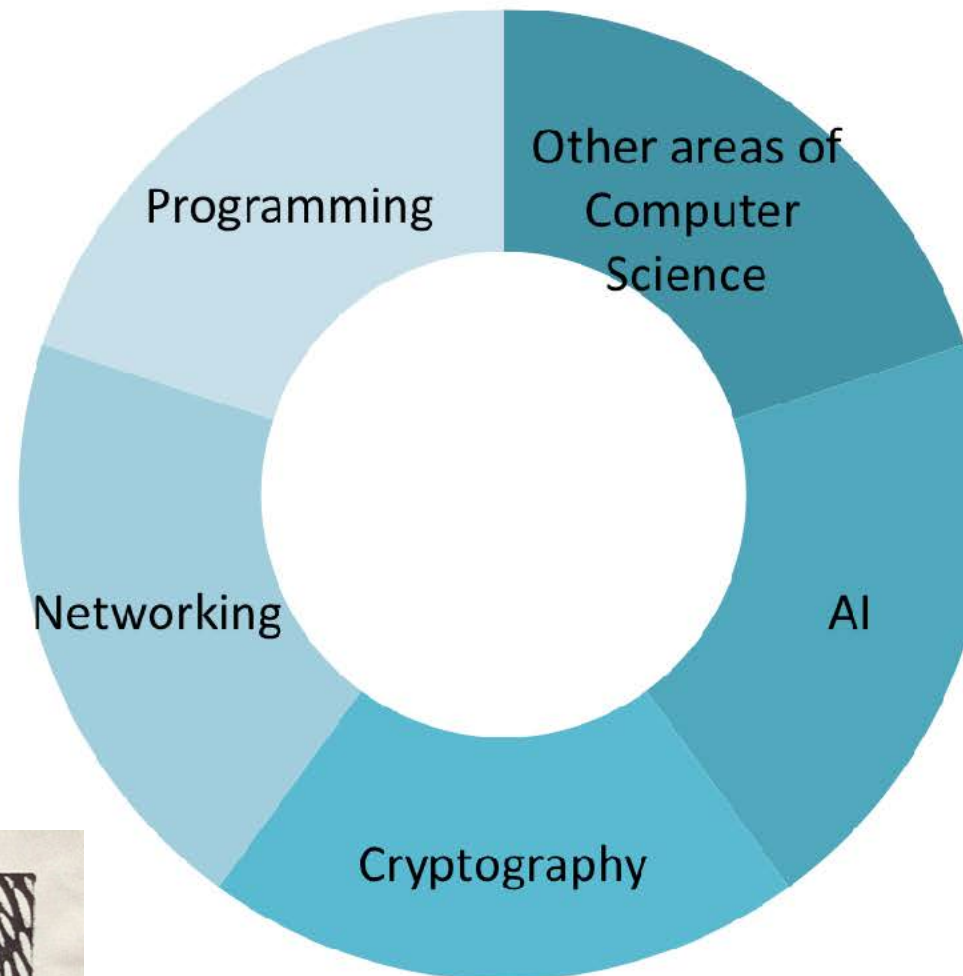 Other areas of
Computer
Science
AI
Cryptography
Networking
Programming